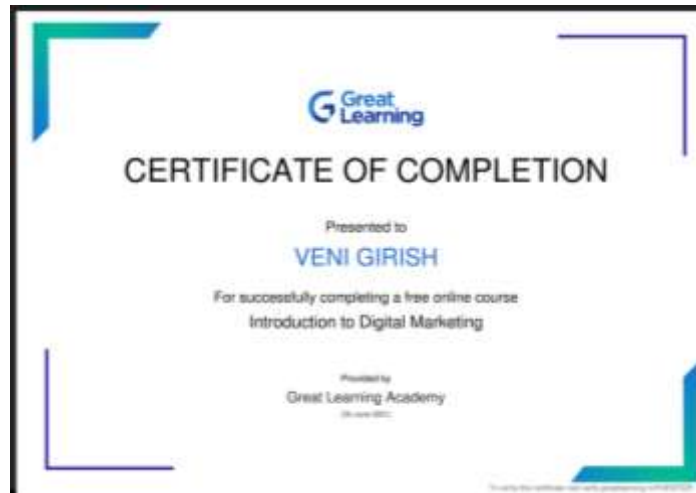 Great
Learning
CERTIFICATE OF COMPLETION
Presented to
VENI GIRISH
For successfully completing a free online course
Introduction to Digital Marketing
Provided by
Great Learning Academy